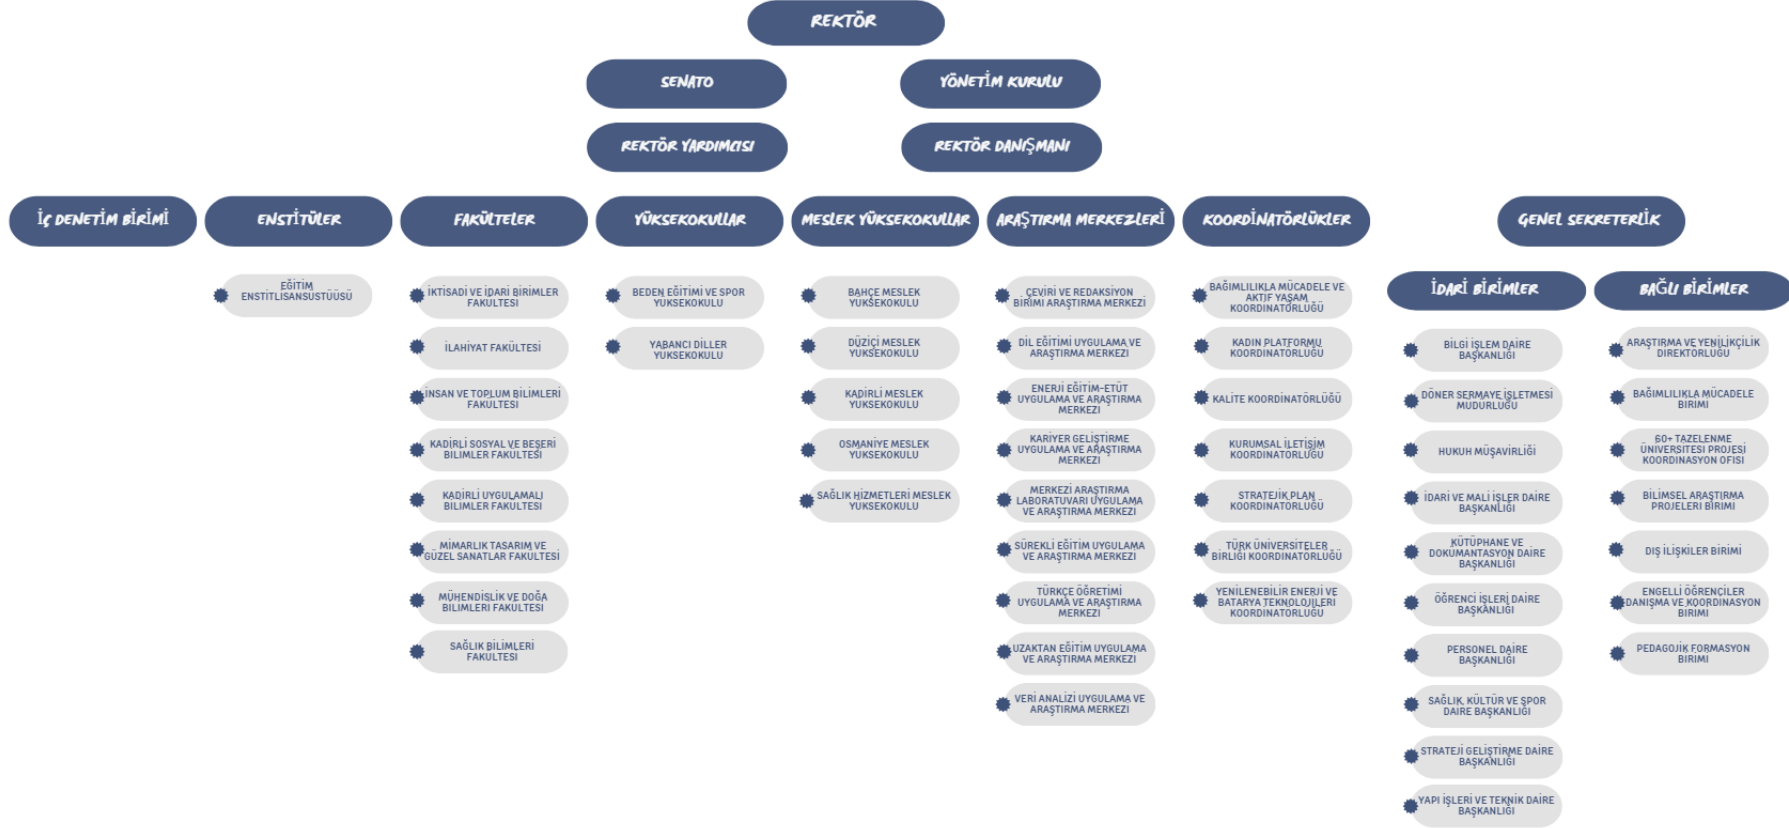 REKTÖR
SENATO
YÖNETİM KURULU
REKTÖR YARDIMCISI
REKTÖR DANIŞMANI
İÇ DENETİM BİRİMİ
ENSTİTÜLER
EĞİTİM
ENSTİTLİSANSÜSTÜÜSÜ
FAKÜLTELER
İKTİSADİ VE İDARİ BİRİMLER
FAKÜLTESİ
İLAHİYAT FAKÜLTESİ
İNSAN VE TOPLUM BİLİMLERİ
FAKÜLTESİ
KADİRLİ SOSYAL VE BEŞERİ
BİLİMLER FAKÜLTESİ
KADİRLİ UYGULAMALI
BİLİMLER FAKÜLTESİ
MİMARLIK TASARIM VE
GÜZEL SANATLAR FAKÜLTESİ
MÜHENDİSLİK VE DOĞA
BİLİMLERİ FAKÜLTESİ
SAĞLIK BİLİMLERİ
FAKÜLTESİ
YÜKSEKOKULLAR
BEDEN EĞİTİMİ VE SPOR
YÜKSEKOKULU
YABANCI DİLLER
YÜKSEKOKULU
MESLEK YÜKSEKOKULLAR
BAHÇE MESLEK
YÜKSEKOKULU
DÜZİÇİ MESLEK
YÜKSEKOKULU
KADİRLİ MESLEK
YÜKSEKOKULU
OSMANİYE MESLEK
YÜKSEKOKULU
SAĞLIK HİZMETLERİ MESLEK
YÜKSEKOKULU
ARAŞTIRMA MERKEZLERİ
ÇEVİRİ VE REDAKSİYON
BİRİMİ ARAŞTIRMA MERKEZİ
DİL EĞİTİMİ UYGULAMA VE
ARAŞTIRMA MERKEZİ
ENERJİ EĞİTİM-ETÜT
UYGULAMA VE ARAŞTIRMA
MERKEZİ
KARİYER GELİŞTİRME
UYGULAMA VE ARAŞTIRMA
MERKEZİ
MERKEZİ ARAŞTIRMA
LABORATUVARI UYGULAMA
VE ARAŞTIRMA MERKEZİ
SÜREKLİ EĞİTİM UYGULAMA
VE ARAŞTIRMA MERKEZİ
TÜRKÇE ÖĞRETİMİ
UYGULAMA VE ARAŞTIRMA
MERKEZİ
UZAKTAN EĞİTİM UYGULAMA
VE ARAŞTIRMA MERKEZİ
VERİ ANALİZİ UYGULAMA VE
ARAŞTIRMA MERKEZİ
KOORDİNATÖRLÜKLER
BAĞIMLILIKLA MÜCADELE VE
AKTİF YAŞAM
KOORDİNATÖRLÜĞÜ
KADIN PLATFORMU
KOORDİNATÖRLÜĞÜ
KALİTE KOORDİNATÖRLÜĞÜ
KURUMSAL İLETİŞİM
KOORDİNATÖRLÜĞÜ
STRATEJİK PLAN
KOORDİNATÖRLÜĞÜ
TÜRK ÜNİVERSİTELER
BİRLİĞİ KOORDİNATÖRLÜĞÜ
YENİLENEBİLİR ENERJİ VE
BATARYA TEKNOLOJİLERİ
KOORDİNATÖRLÜĞÜ
GENEL SEKRETERLİK
İDARİ BİRİMLER
BİLGİ İŞLEM DAİRE
BAŞKANLIĞI
DÖNER SERMAYE İŞLETMESİ
MÜDÜRLÜĞÜ
HUKUH MÜŞAVİRLİĞİ
İDARİ VE MALİ İŞLER DAİRE
BAŞKANLIĞI
KÜTÜPHANE VE
DOKÜMANTASYON DAİRE
BAŞKANLIĞI
ÖĞRENCİ İŞLERİ DAİRE
BAŞKANLIĞI
PERSONEL DAİRE
BAŞKANLIĞI
SAĞLIK, KÜLTÜR VE SPOR
DAİRE BAŞKANLIĞI
STRATEJİ GELİŞTİRME DAİRE
BAŞKANLIĞI
YAPI İŞLERİ VE TEKNİK DAİRE
BAŞKANLIĞI
BAĞLI BİRİMLER
ARAŞTIRMA VE YENİLİKÇİLİK
DİREKTÖRLÜĞÜ
BAĞIMLILIKLA MÜCADELE
BİRİMİ
60+ TAZELENME
ÜNİVERSİTESİ PROJESİ
KOORDİNASYON OFİSİ
BİLİMSEL ARAŞTIRMA
PROJELERİ BİRİMİ
DIŞ İLİŞKİLER BİRİMİ
ENGELLİ ÖĞRENCİLER
DANIŞMA VE KOORDİNASYON
BİRİMİ
PEDAGOJİK FORMASYON
BİRİMİ